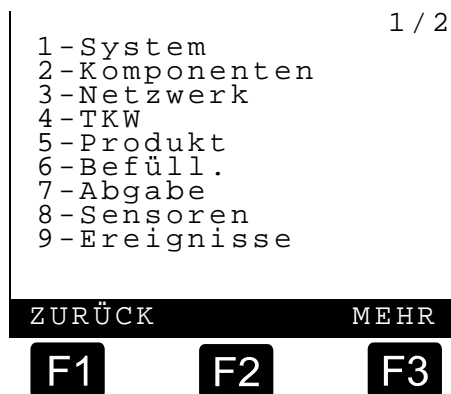 1/2
1-System
2-Komponenten
3-Netzwerk
4-TKW
5-Produkt
6-Befüll.
7-Abgabe
8-Sensoren
9-Ereignisse
ZURÜCK MEHR
F1 F2 F3